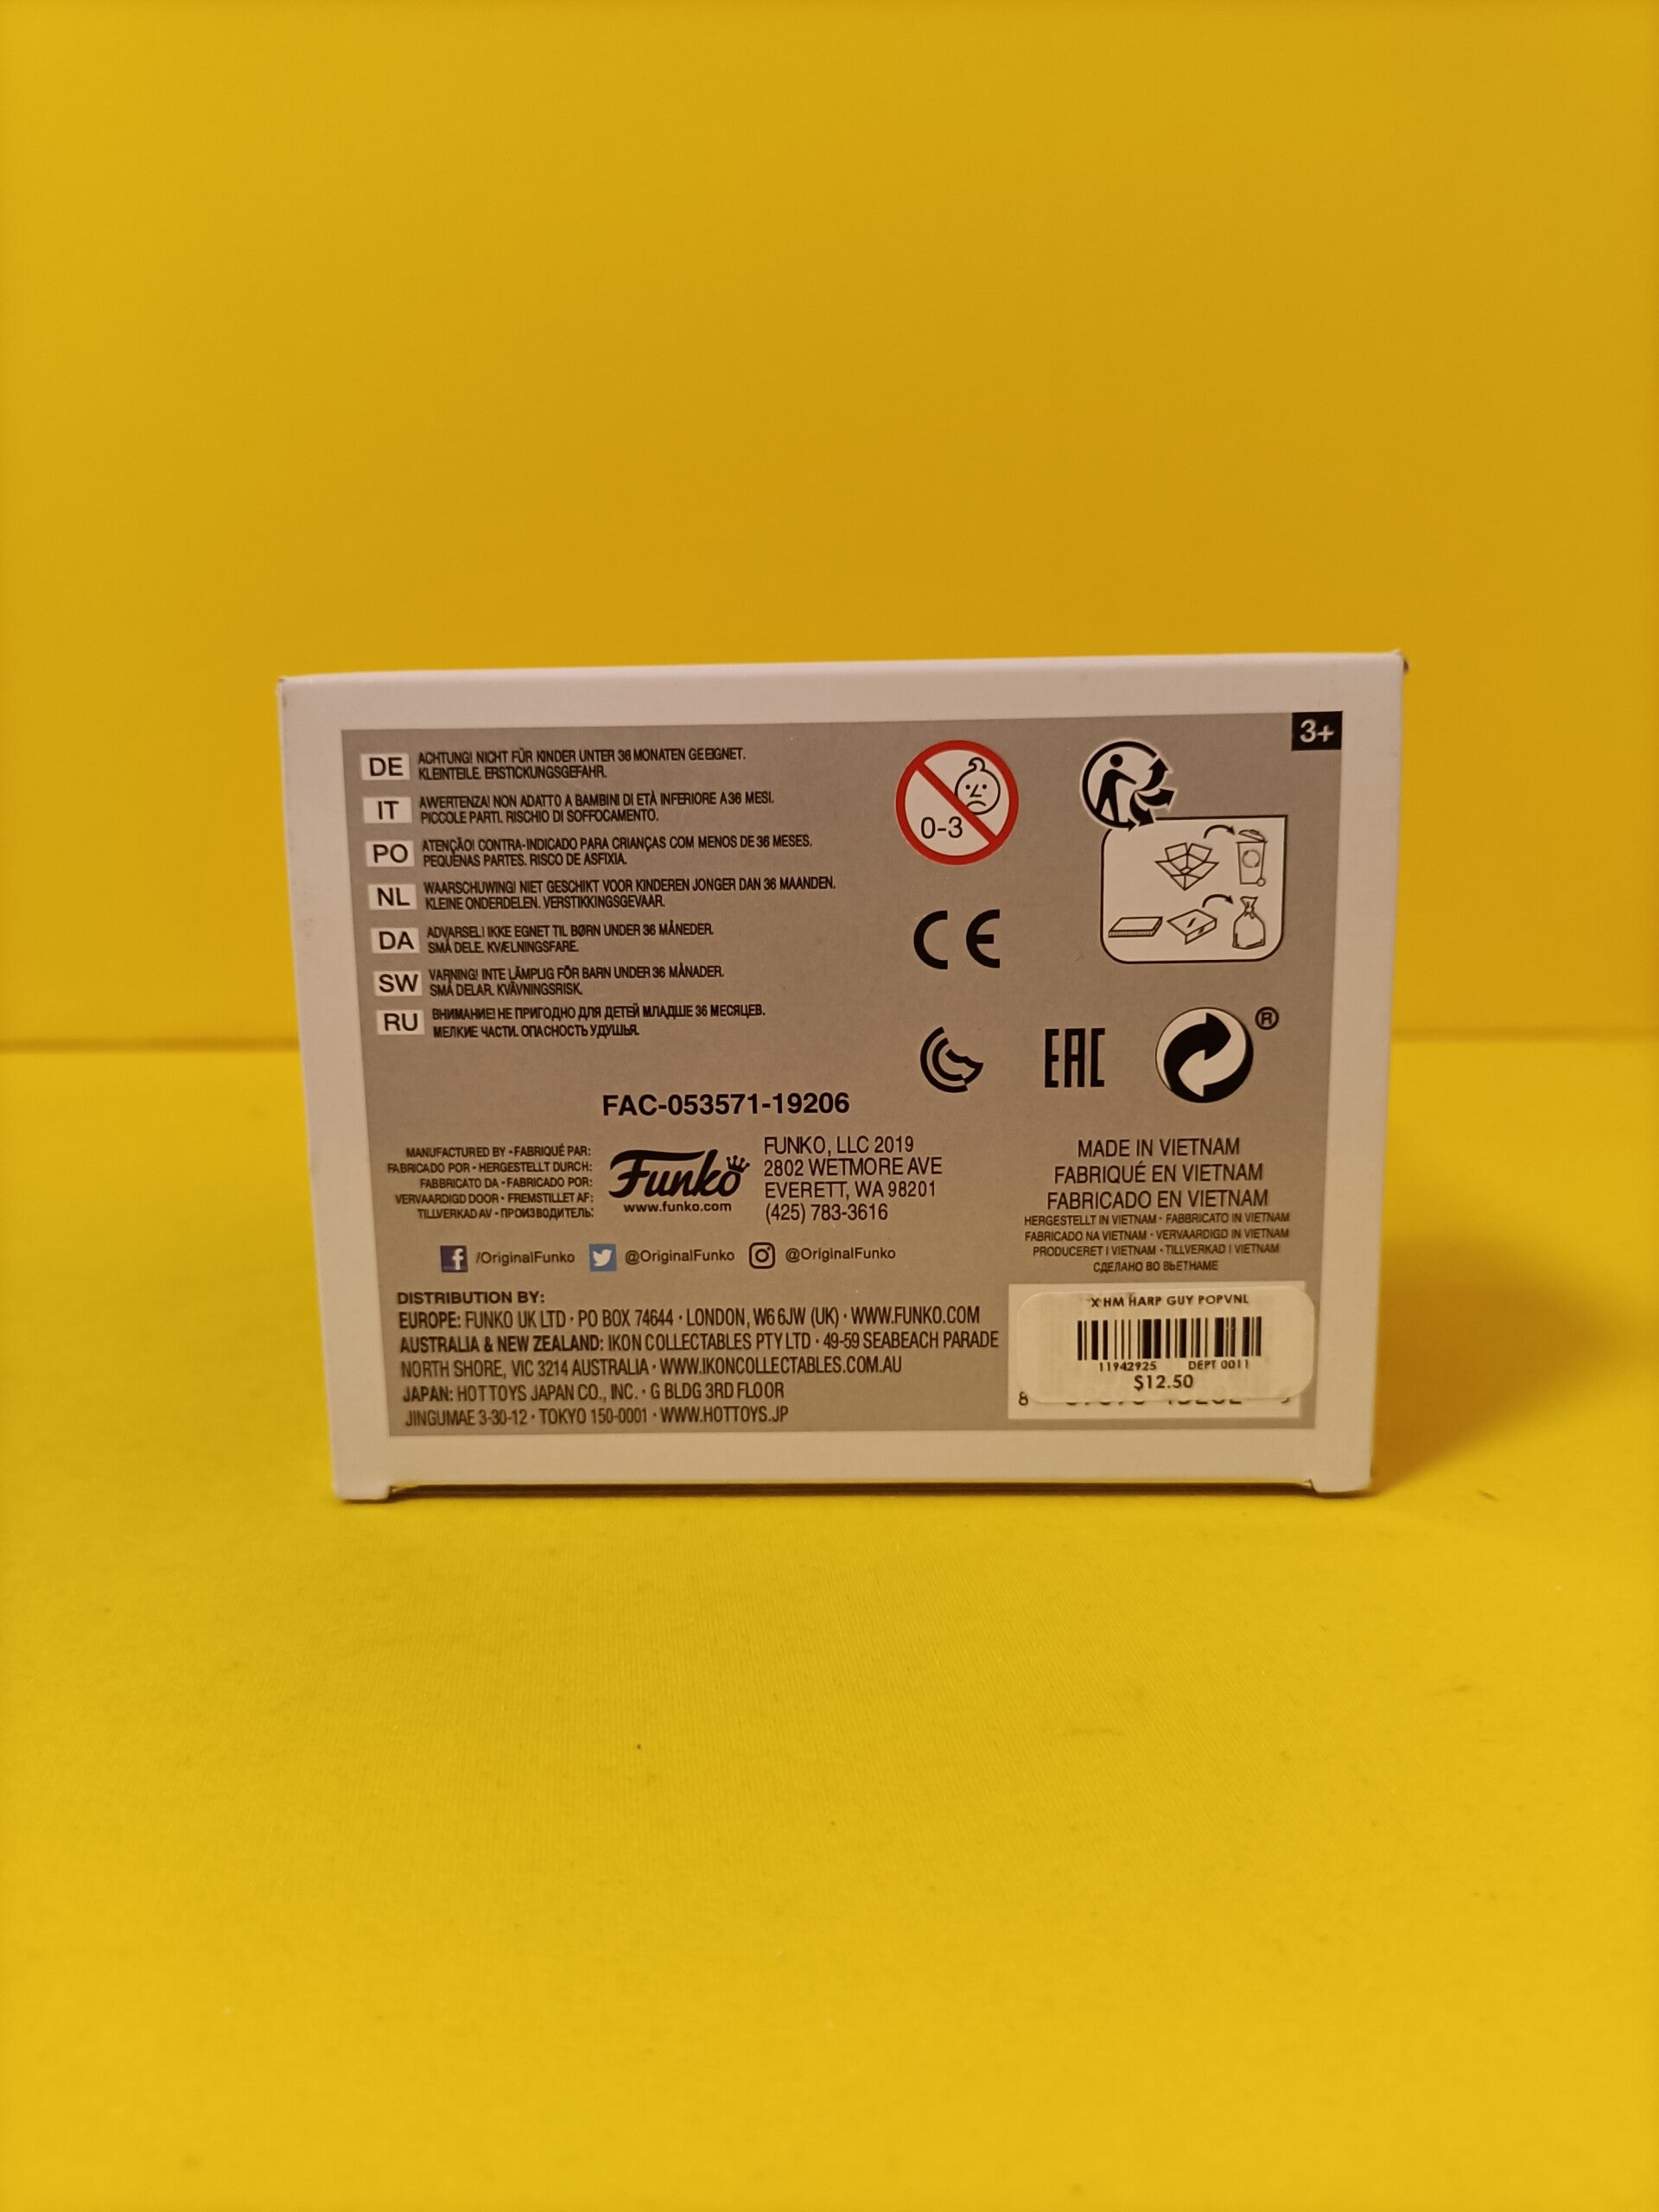 3+
DE ACHTUNG! NICHT FÜR KINDER UNTER 36 MONATEN GEEIGNET.
KLEINTEILE. ERSTICKUNGSGEFAHR.
IT AWERTENZA! NON ADATTO A BAMBINI DI ETÀ INFERIORE A 36 MESI.
PICCOLE PARTI. RISCHIO DI SOFFOCAMENTO.
PO ATENÇÃO! CONTRA-INDICADO PARA CRIANÇAS COM MENOS DE 36 MESES.
PEQUENAS PARTES. RISCO DE ASFIXIA.
NL WAARSCHUWING! NIET GESCHIKT VOOR KINDEREN JONGER DAN 36 MAANDEN.
KLEINE ONDERDELEN. VERSTIKKINGSGEVAAR.
DA ADVARSEL! IKKE EGNET TIL BØRN UNDER 36 MÅNEDER.
SMÅ DELE. KVÆLNINGSFARE.
SW VARNING! INTE LÄMPLIG FÖR BARN UNDER 36 MÅNADER.
SMÅ DELAR. KVÄVNINGSRISK.
RU ВНИМАНИЕ! НЕ ПРИГОДНО ДЛЯ ДЕТЕЙ МЛАДШЕ 36 МЕСЯЦЕВ.
МЕЛКИЕ ЧАСТИ. ОПАСНОСТЬ УДУШЬЯ.
0-3
CE
EAC
®
FAC-053571-19206
MANUFACTURED BY • FABRIQUÉ PAR:
FABRICADO POR • HERGESTELLT DURCH:
FABBRICATO DA • FABRICADO POR:
VERVAARDIGD DOOR • FREMSTILLET AF:
TILLVERKAD AV • ПРОИЗВОДИТЕЛЬ:
Funko
www.funko.com
FUNKO, LLC 2019
2802 WETMORE AVE
EVERETT, WA 98201
(425) 783-3616
MADE IN VIETNAM
FABRIQUÉ EN VIETNAM
FABRICADO EN VIETNAM
HERGESTELLT IN VIETNAM • FABBRICATO IN VIETNAM
FABRICADO NA VIETNAM • VERVAARDIGD IN VIETNAM
PRODUCERET I VIETNAM • TILLVERKAD I VIETNAM
СДЕЛАНО ВО ВЬЕТНАМЕ
f /OriginalFunko @OriginalFunko @OriginalFunko
DISTRIBUTION BY:
EUROPE: FUNKO UK LTD • PO BOX 74644 • LONDON, W6 6JW (UK) • WWW.FUNKO.COM
AUSTRALIA & NEW ZEALAND: IKON COLLECTABLES PTY LTD • 49-59 SEABEACH PARADE
NORTH SHORE, VIC 3214 AUSTRALIA • WWW.IKONCOLLECTABLES.COM.AU
JAPAN: HOT TOYS JAPAN CO., INC. • G BLDG 3RD FLOOR
JINGUMAE 3-30-12 • TOKYO 150-0001 • WWW.HOTTOYS.JP
X HM HARP GUY POPVNL
11942925 DEPT 0011
$12.50
8